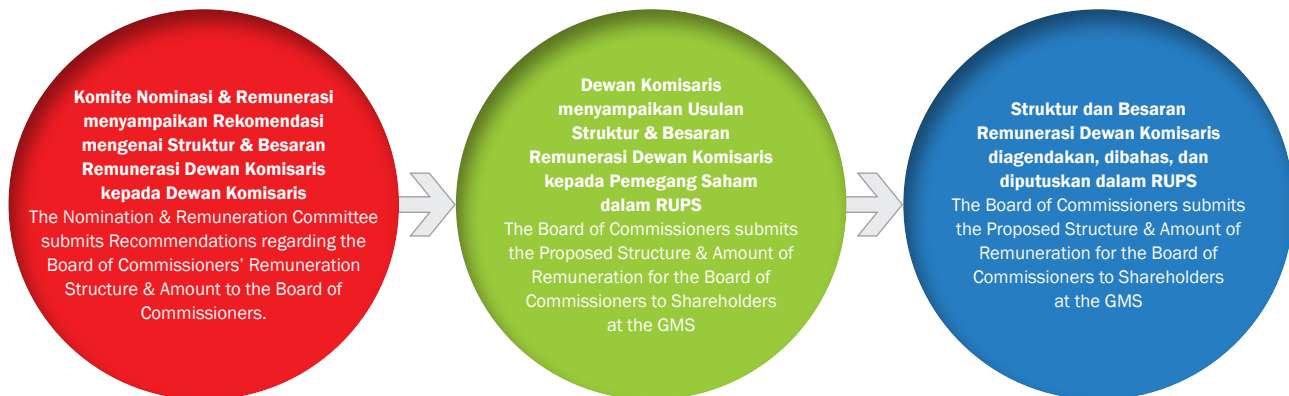 Komite Nominasi & Remunerasi
menyampaikan Rekomendasi
mengenai Struktur & Besaran
Remunerasi Dewan Komisaris
kepada Dewan Komisaris
The Nomination & Remuneration Committee
submits Recommendations regarding the
Board of Commissioners’ Remuneration
Structure & Amount to the Board of
Commissioners.
Dewan Komisaris
menyampaikan Usulan
Struktur & Besaran
Remunerasi Dewan Komisaris
kepada Pemegang Saham
dalam RUPS
The Board of Commissioners submits
the Proposed Structure & Amount of
Remuneration for the Board of
Commissioners to Shareholders
at the GMS
Struktur dan Besaran
Remunerasi Dewan Komisaris
diagendakan, dibahas, dan
diputuskan dalam RUPS
The Board of Commissioners submits
the Proposed Structure & Amount of
Remuneration for the Board of
Commissioners to Shareholders
at the GMS